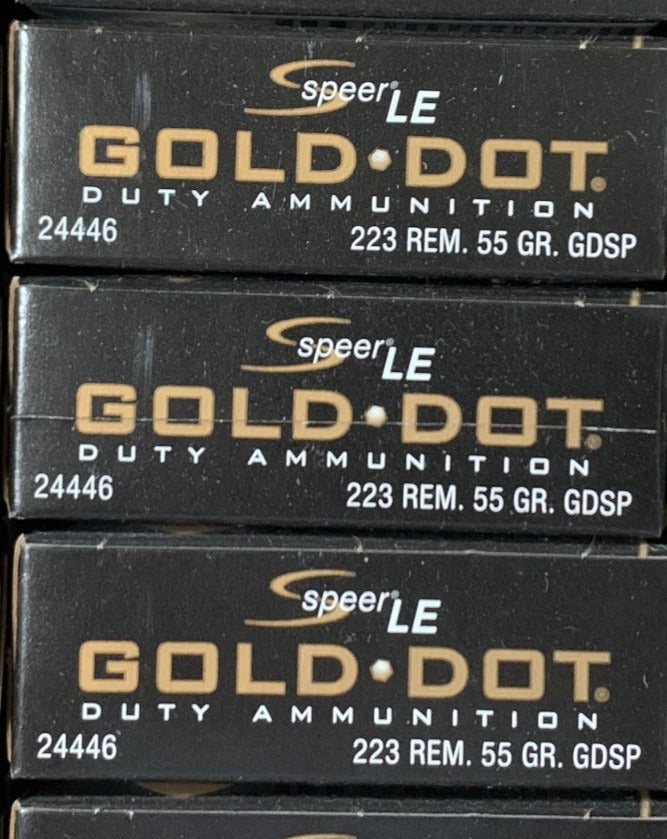 Speer® LE
GOLD DOT®
DUTY AMMUNITION
24446 223 REM. 55 GR. GDSP
Speer® LE
GOLD DOT®
DUTY AMMUNITION
24446 223 REM. 55 GR. GDSP
Speer® LE
GOLD DOT®
DUTY AMMUNITION
24446 223 REM. 55 GR. GDSP